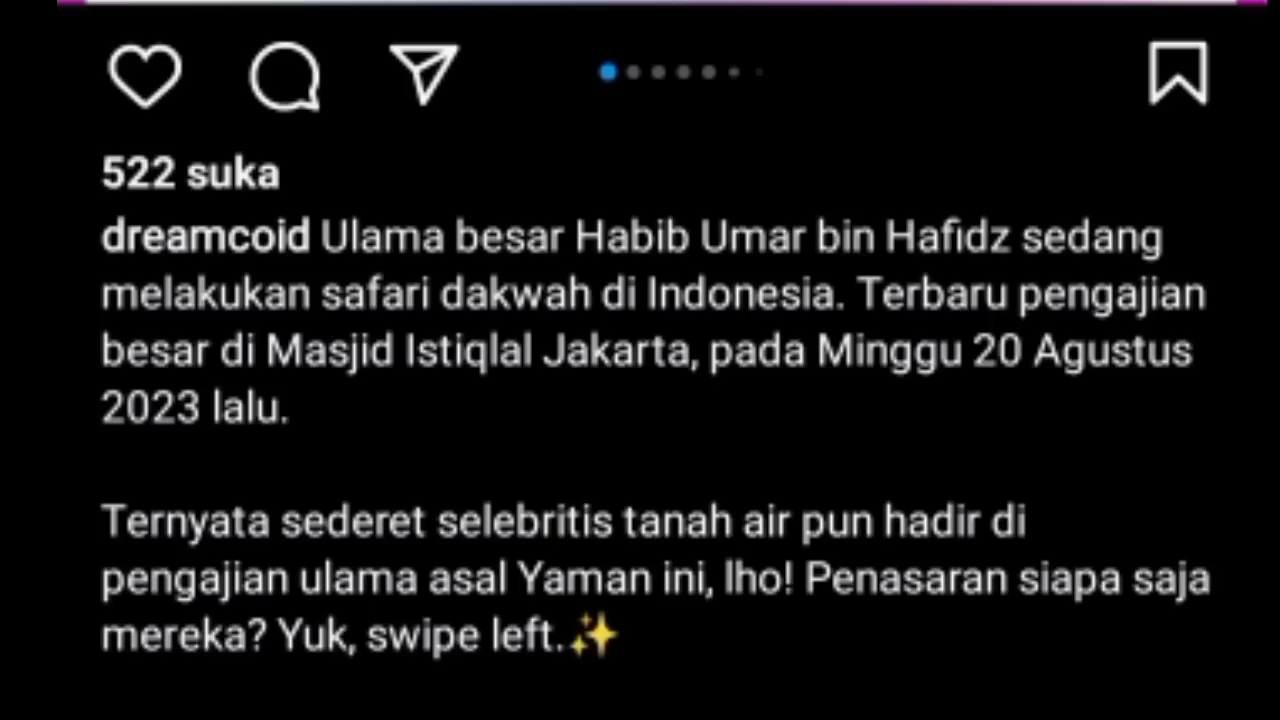 522 suka
dreamcoid Ulama besar Habib Umar bin Hafidz sedang
melakukan safari dakwah di Indonesia. Terbaru pengajian
besar di Masjid Istiqlal Jakarta, pada Minggu 20 Agustus
2023 lalu.
Ternyata sederet selebritis tanah air pun hadir di
pengajian ulama asal Yaman ini, lho! Penasaran siapa saja
mereka? Yuk, swipe left.✨